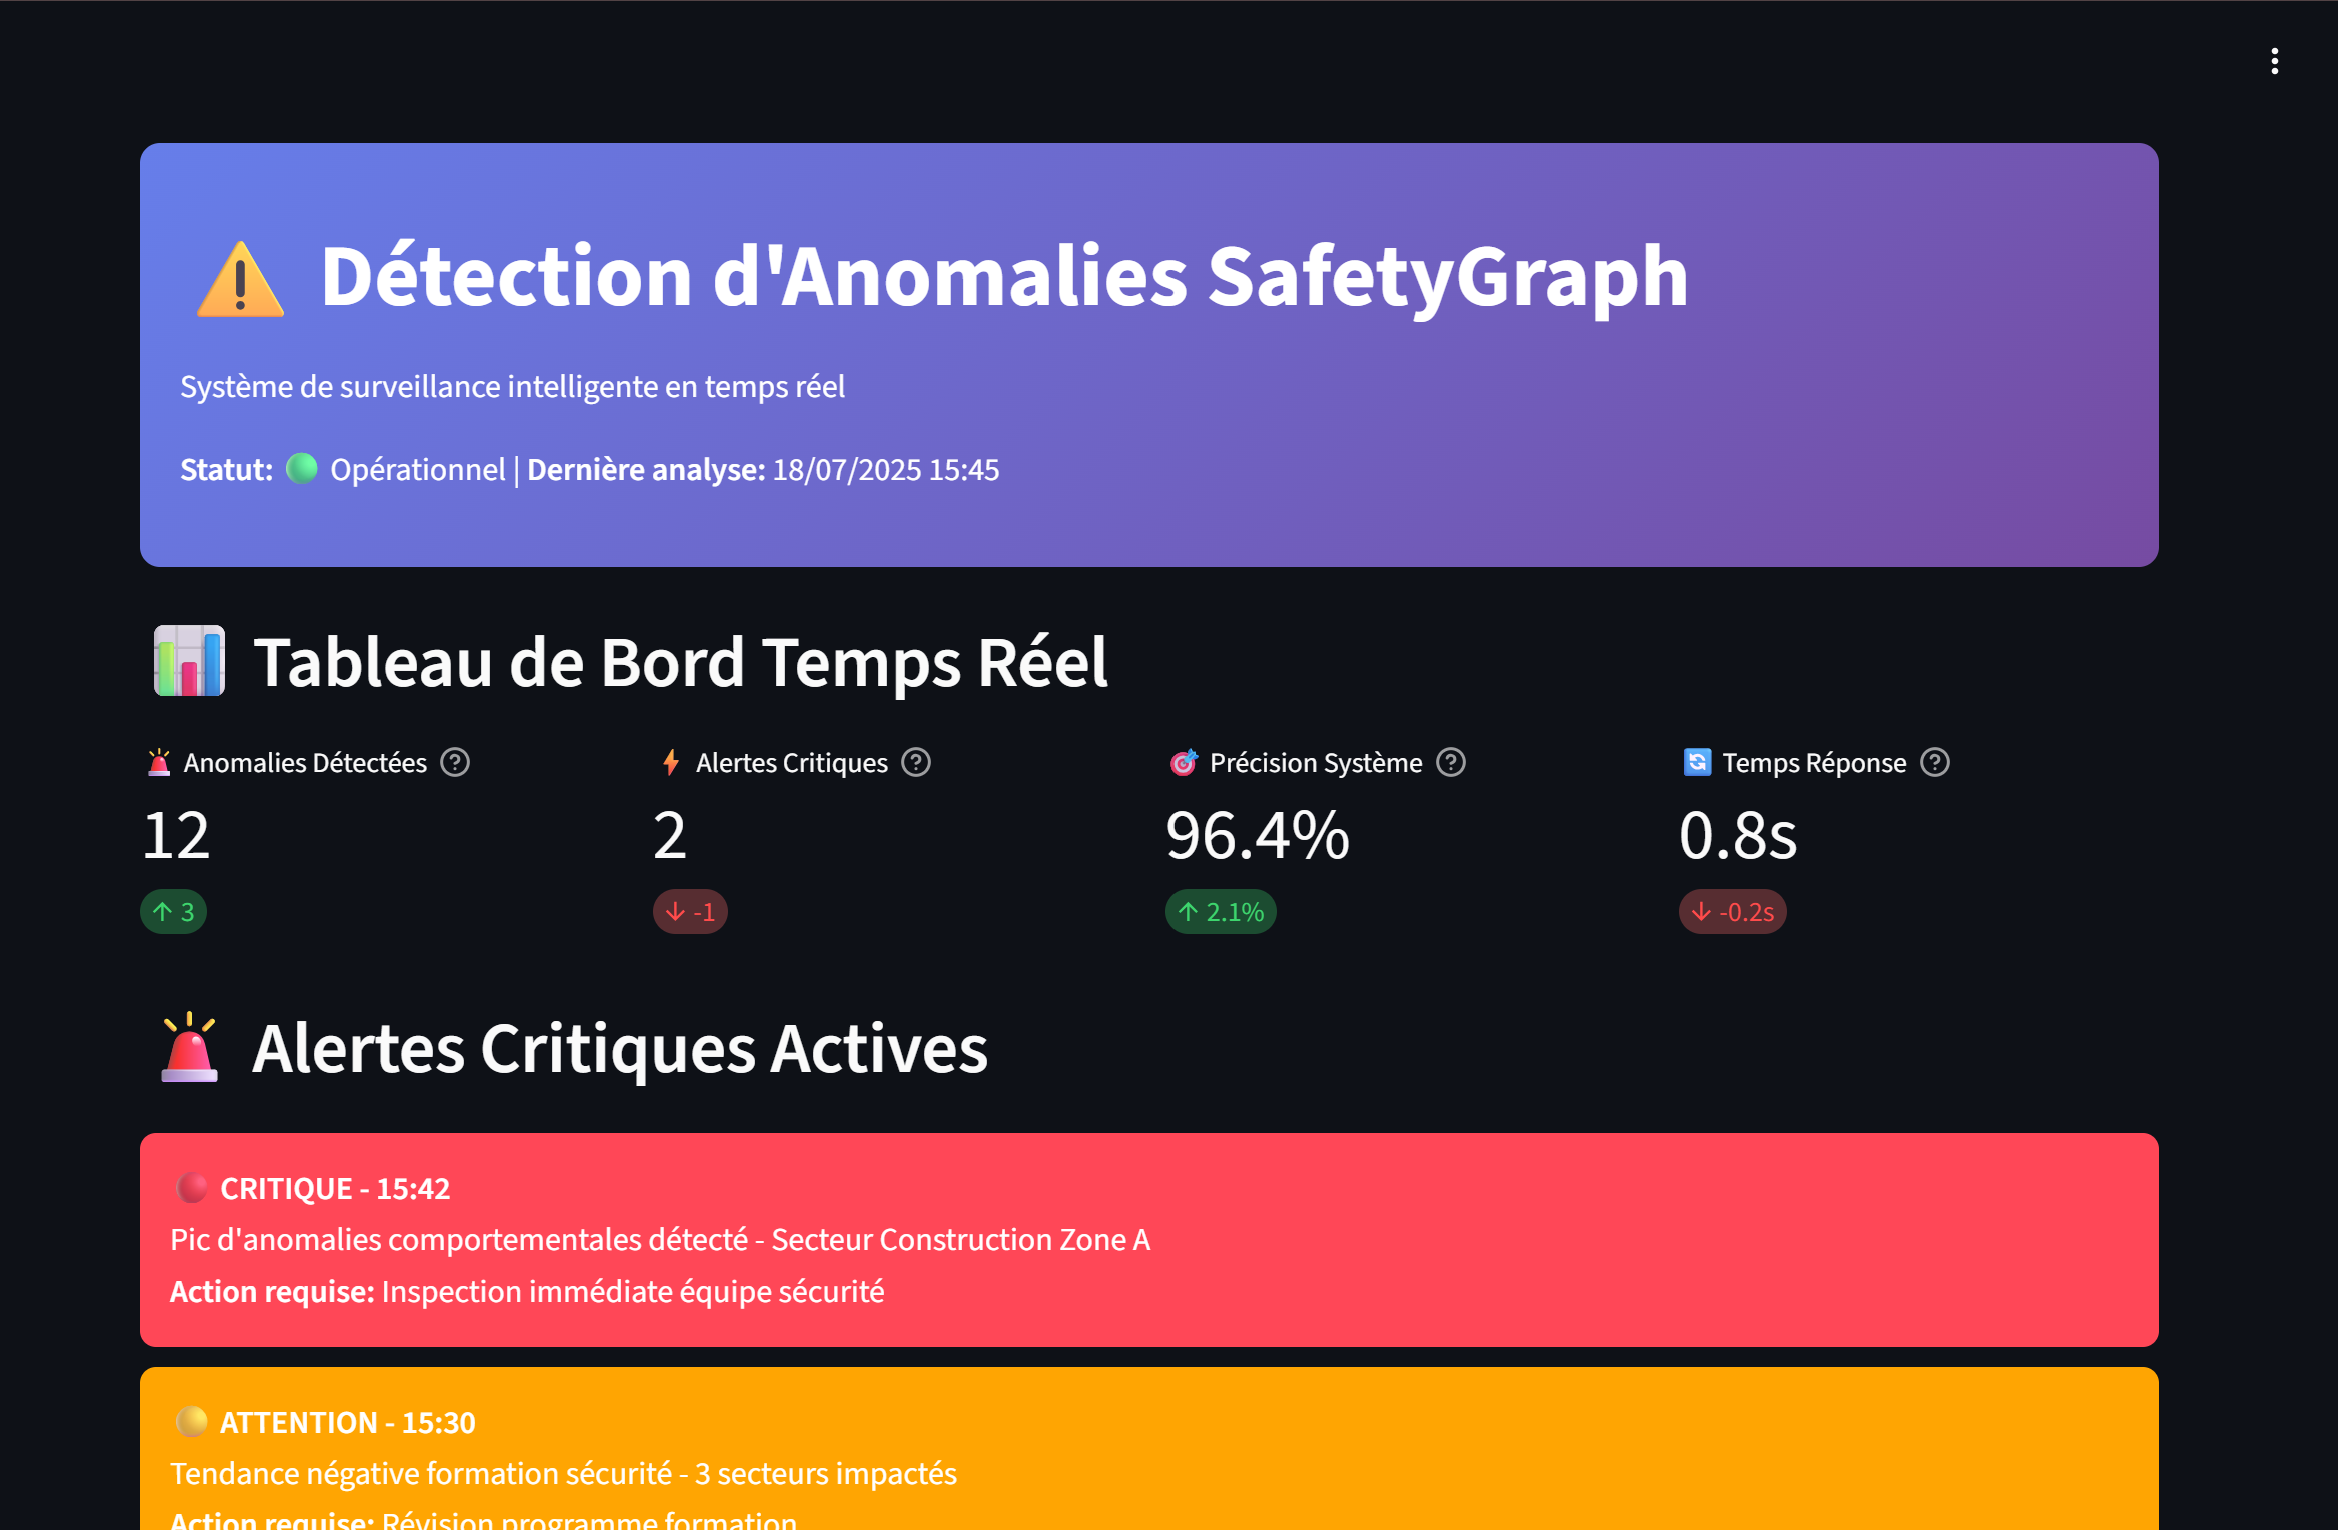 Détection d'Anomalies SafetyGraph
Système de surveillance intelligente en temps réel
Statut: Opérationnel | Dernière analyse: 18/07/2025 15:45
Tableau de Bord Temps Réel
Anomalies Détectées
12
↑ 3
Alertes Critiques
2
↓ -1
Précision Système
96.4%
↑ 2.1%
Temps Réponse
0.8s
↓ -0.2s
Alertes Critiques Actives
CRITIQUE - 15:42
Pic d'anomalies comportementales détecté - Secteur Construction Zone A
Action requise: Inspection immédiate équipe sécurité
ATTENTION - 15:30
Tendance négative formation sécurité - 3 secteurs impactés
Action requise: Révision programme formation